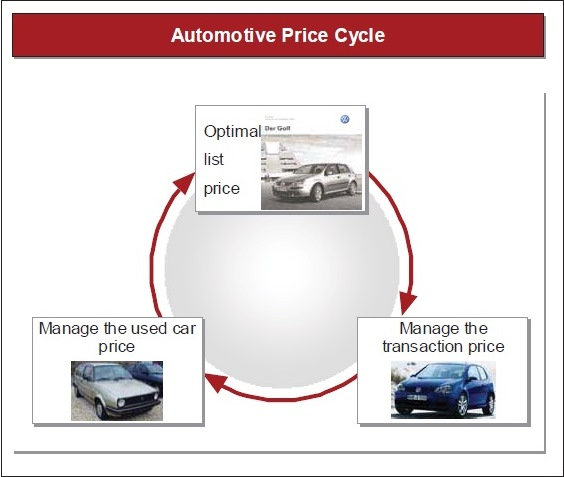 Automotive Price Cycle
Optimal
list
price
Der Golf
Manage the used car
price
Manage the
transaction price